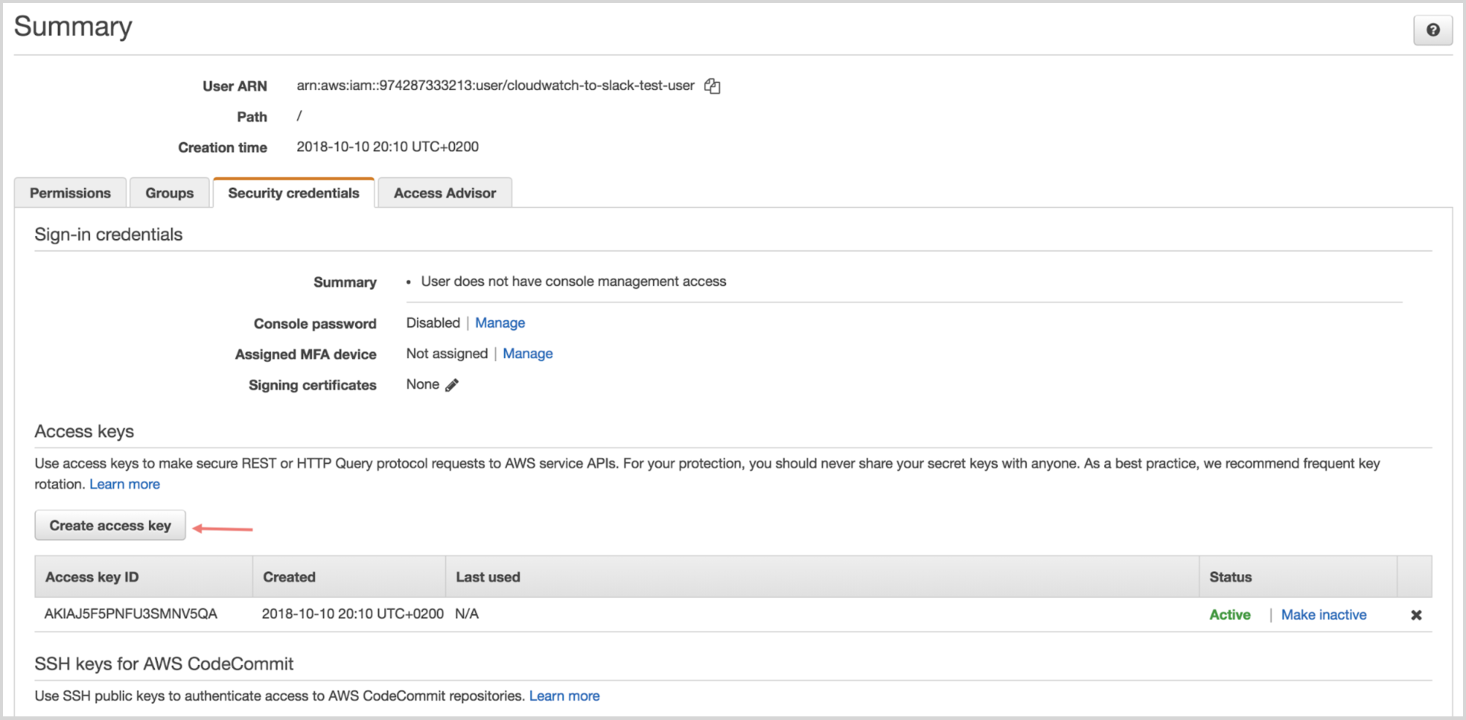 Summary
User ARN arn:aws:iam::974287333213:user/cloudwatch-to-slack-test-user
Path /
Creation time 2018-10-10 20:10 UTC+0200
Permissions Groups Security credentials Access Advisor
Sign-in credentials
Summary • User does not have console management access
Console password Disabled | Manage
Assigned MFA device Not assigned | Manage
Signing certificates None
Access keys
Use access keys to make secure REST or HTTP Query protocol requests to AWS service APIs. For your protection, you should never share your secret keys with anyone. As a best practice, we recommend frequent key
rotation. Learn more
Create access key
Access key ID Created Last used Status
AKIAJ5F5PNFU3SMNV5QA 2018-10-10 20:10 UTC+0200 N/A Active | Make inactive
SSH keys for AWS CodeCommit
Use SSH public keys to authenticate access to AWS CodeCommit repositories. Learn more